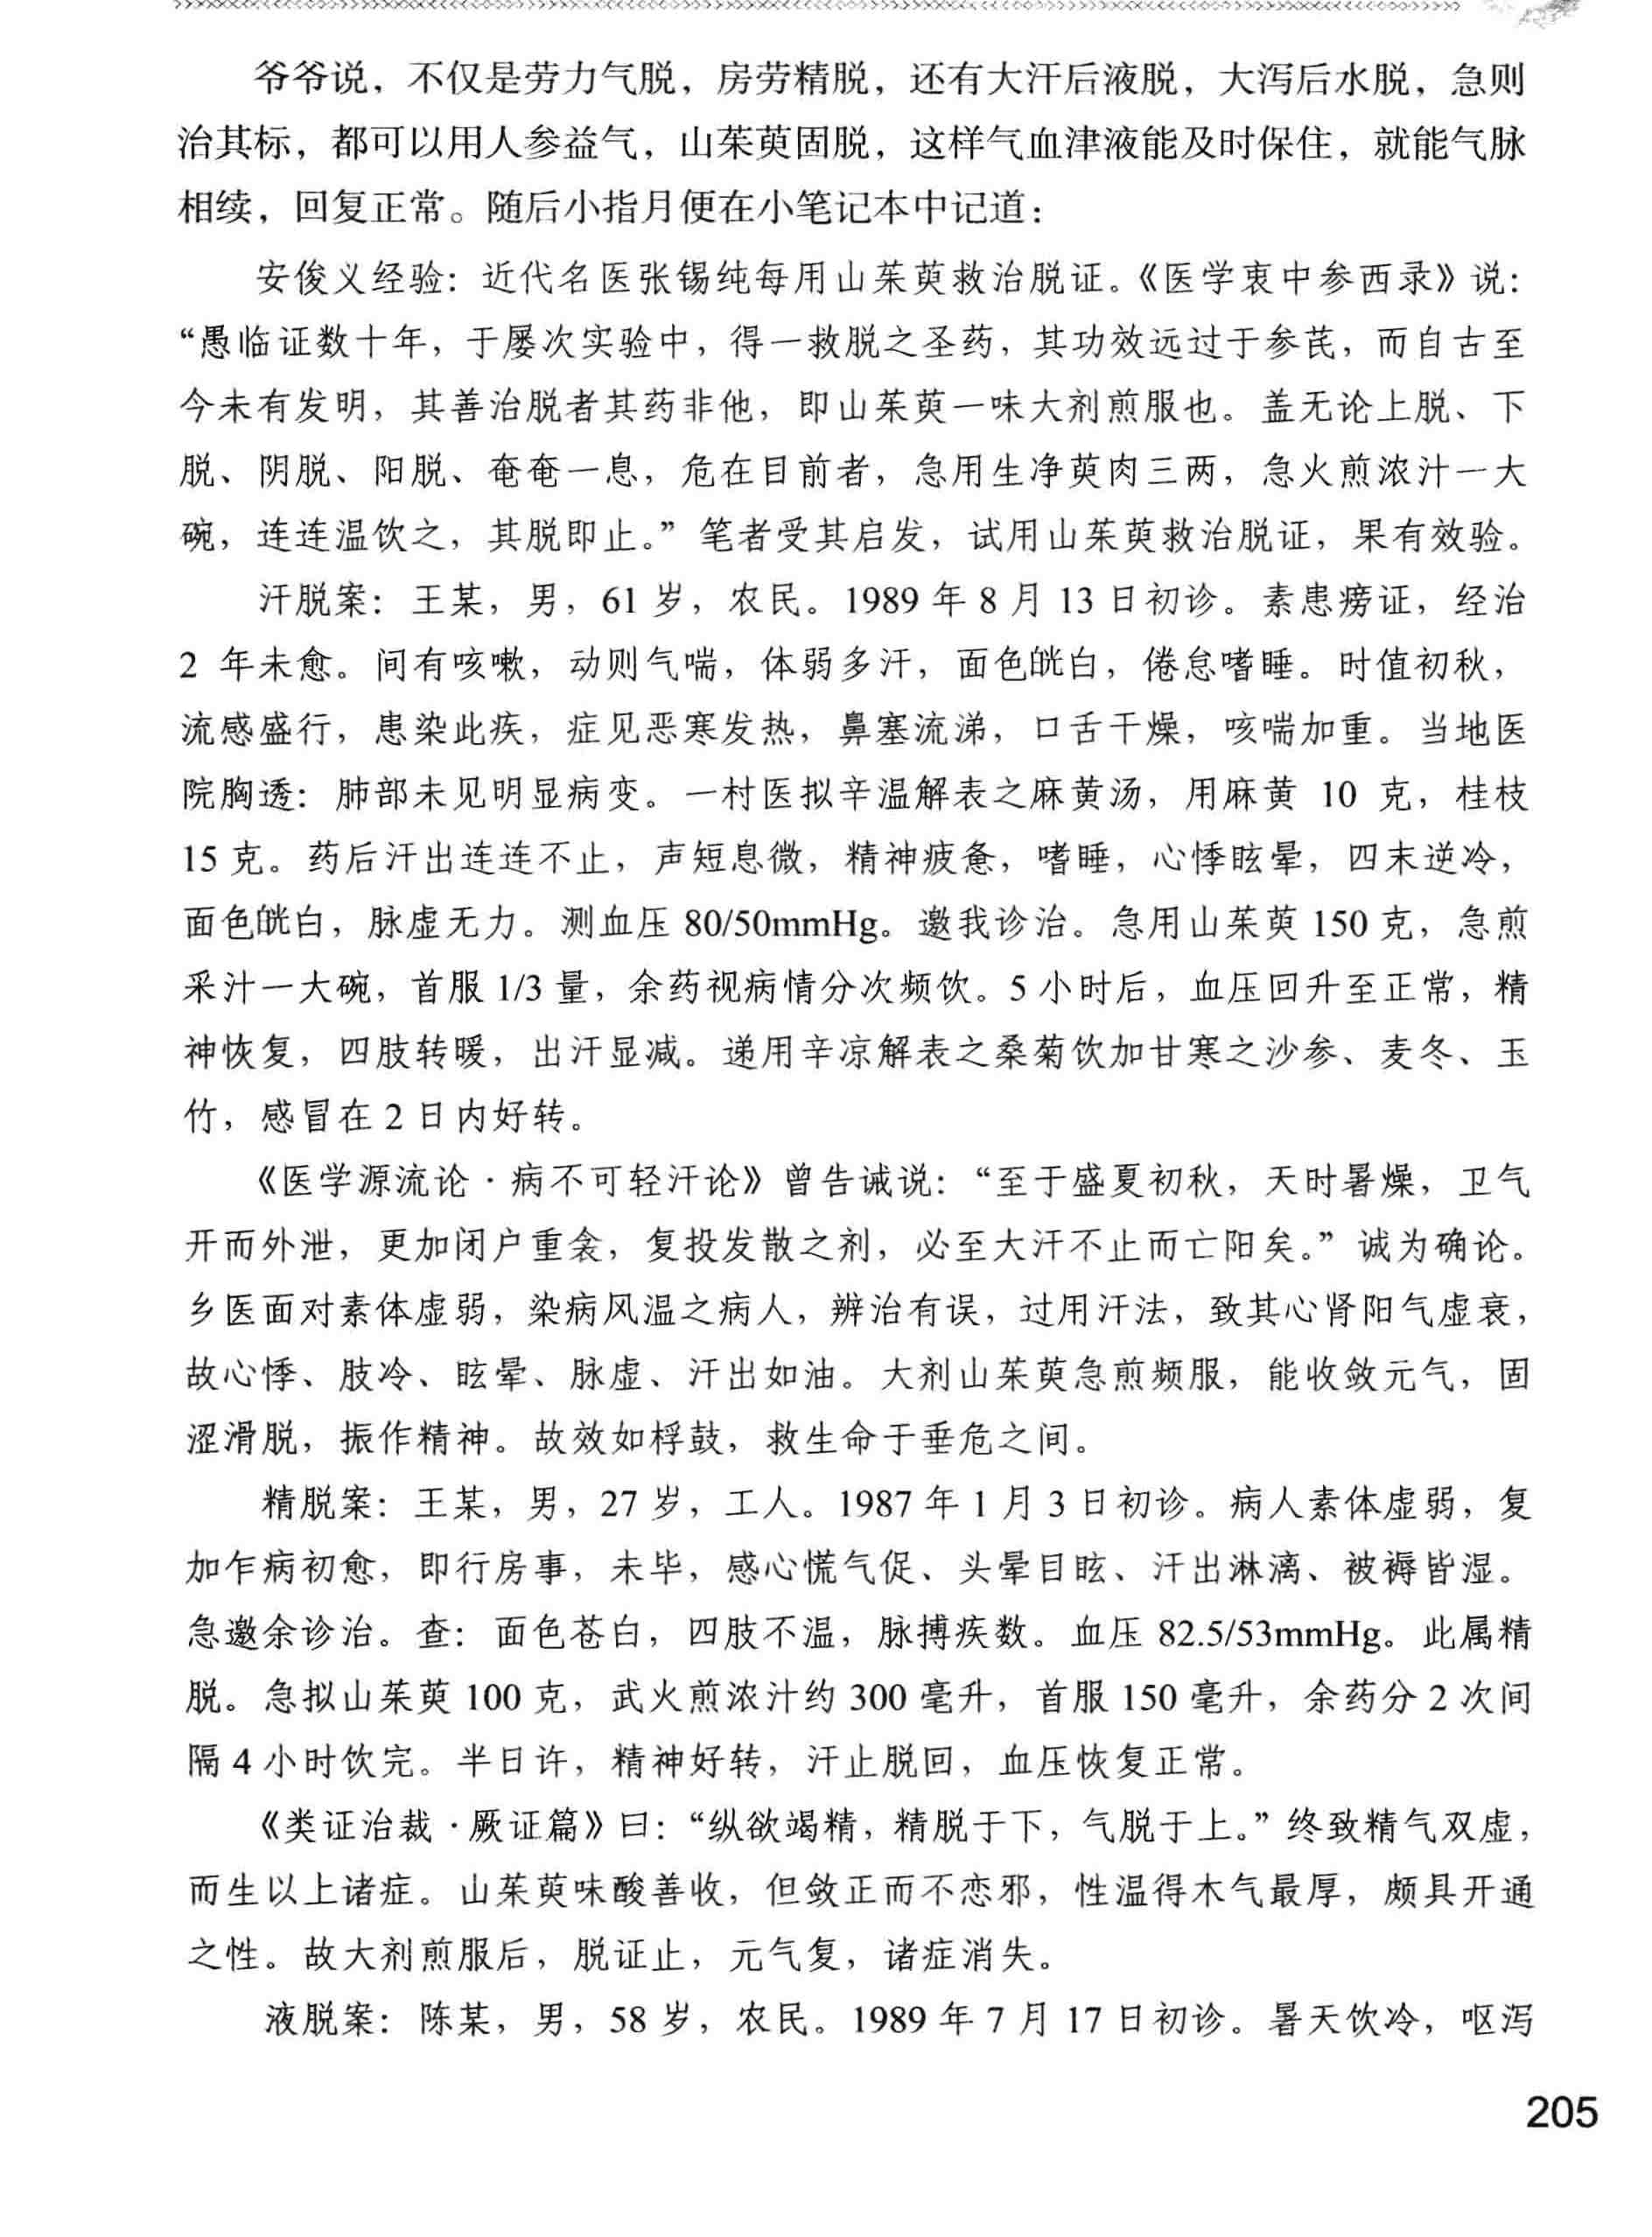 爷爷说，不仅是劳力气脱，房劳精脱，还有大汗后液脱，大泻后水脱，急则
治其标，都可以用人参益气，山茱萸固脱，这样气血津液能及时保住，就能气脉
相续，回复正常。随后小指月便在小笔记本中记道：
安俊义经验：近代名医张锡纯每用山茱萸救治脱证。《医学衷中参西录》说：
“愚临证数十年，于屡次实验中，得一救脱之圣药，其功效远过于参芪，而自古至
今未有发明，其善治脱者其药非他，即山茱萸一味大剂煎服也。盖无论上脱、下
脱、阴脱、阳脱、奄奄一息，危在目前者，急用生净萸肉三两，急火煎浓汁一大
碗，连连温饮之，其脱即止。”笔者受其启发，试用山茱萸救治脱证，果有效验。
汗脱案：王某，男，61 岁，农民。1989 年 8 月 13 日初诊。素患痨证，经治
2 年未愈。间有咳嗽，动则气喘，体弱多汗，面色㿠白，倦怠嗜睡。时值初秋，
流感盛行，患染此疾，症见恶寒发热，鼻塞流涕，口舌干燥，咳喘加重。当地医
院胸透：肺部未见明显病变。一村医拟辛温解表之麻黄汤，用麻黄 10 克，桂枝
15 克。药后汗出连连不止，声短息微，精神疲惫，嗜睡，心悸眩晕，四末逆冷，
面色㿠白，脉虚无力。测血压 80/50mmHg。邀我诊治。急用山茱萸 150 克，急煎
采汁一大碗，首服 1/3 量，余药视病情分次频饮。5 小时后，血压回升至正常，精
神恢复，四肢转暖，出汗显减。递用辛凉解表之桑菊饮加甘寒之沙参、麦冬、玉
竹，感冒在 2 日内好转。
《医学源流论·病不可轻汗论》曾告诫说：“至于盛夏初秋，天时暑燥，卫气
开而外泄，更加闭户重衾，复投发散之剂，必至大汗不止而亡阳矣。”诚为确论。
乡医面对素体虚弱，染病风温之病人，辨治有误，过用汗法，致其心肾阳气虚衰，
故心悸、肢冷、眩晕、脉虚、汗出如油。大剂山茱萸急煎频服，能收敛元气，固
涩滑脱，振作精神。故效如桴鼓，救生命于垂危之间。
精脱案：王某，男，27 岁，工人。1987 年 1 月 3 日初诊。病人素体虚弱，复
加乍病初愈，即行房事，未毕，感心慌气促、头晕目眩、汗出淋漓、被褥皆湿。
急邀余诊治。查：面色苍白，四肢不温，脉搏疾数。血压 82.5/53mmHg。此属精
脱。急拟山茱萸 100 克，武火煎浓汁约 300 毫升，首服 150 毫升，余药分 2 次间
隔 4 小时饮完。半日许，精神好转，汗止脱回，血压恢复正常。
《类证治裁·厥证篇》曰：“纵欲竭精，精脱于下，气脱于上。”终致精气双虚，
而生以上诸症。山茱萸味酸善收，但敛正而不恋邪，性温得木气最厚，颇具开通
之性。故大剂煎服后，脱证止，元气复，诸症消失。
液脱案：陈某，男，58 岁，农民。1989 年 7 月 17 日初诊。暑天饮冷，呕泻
205